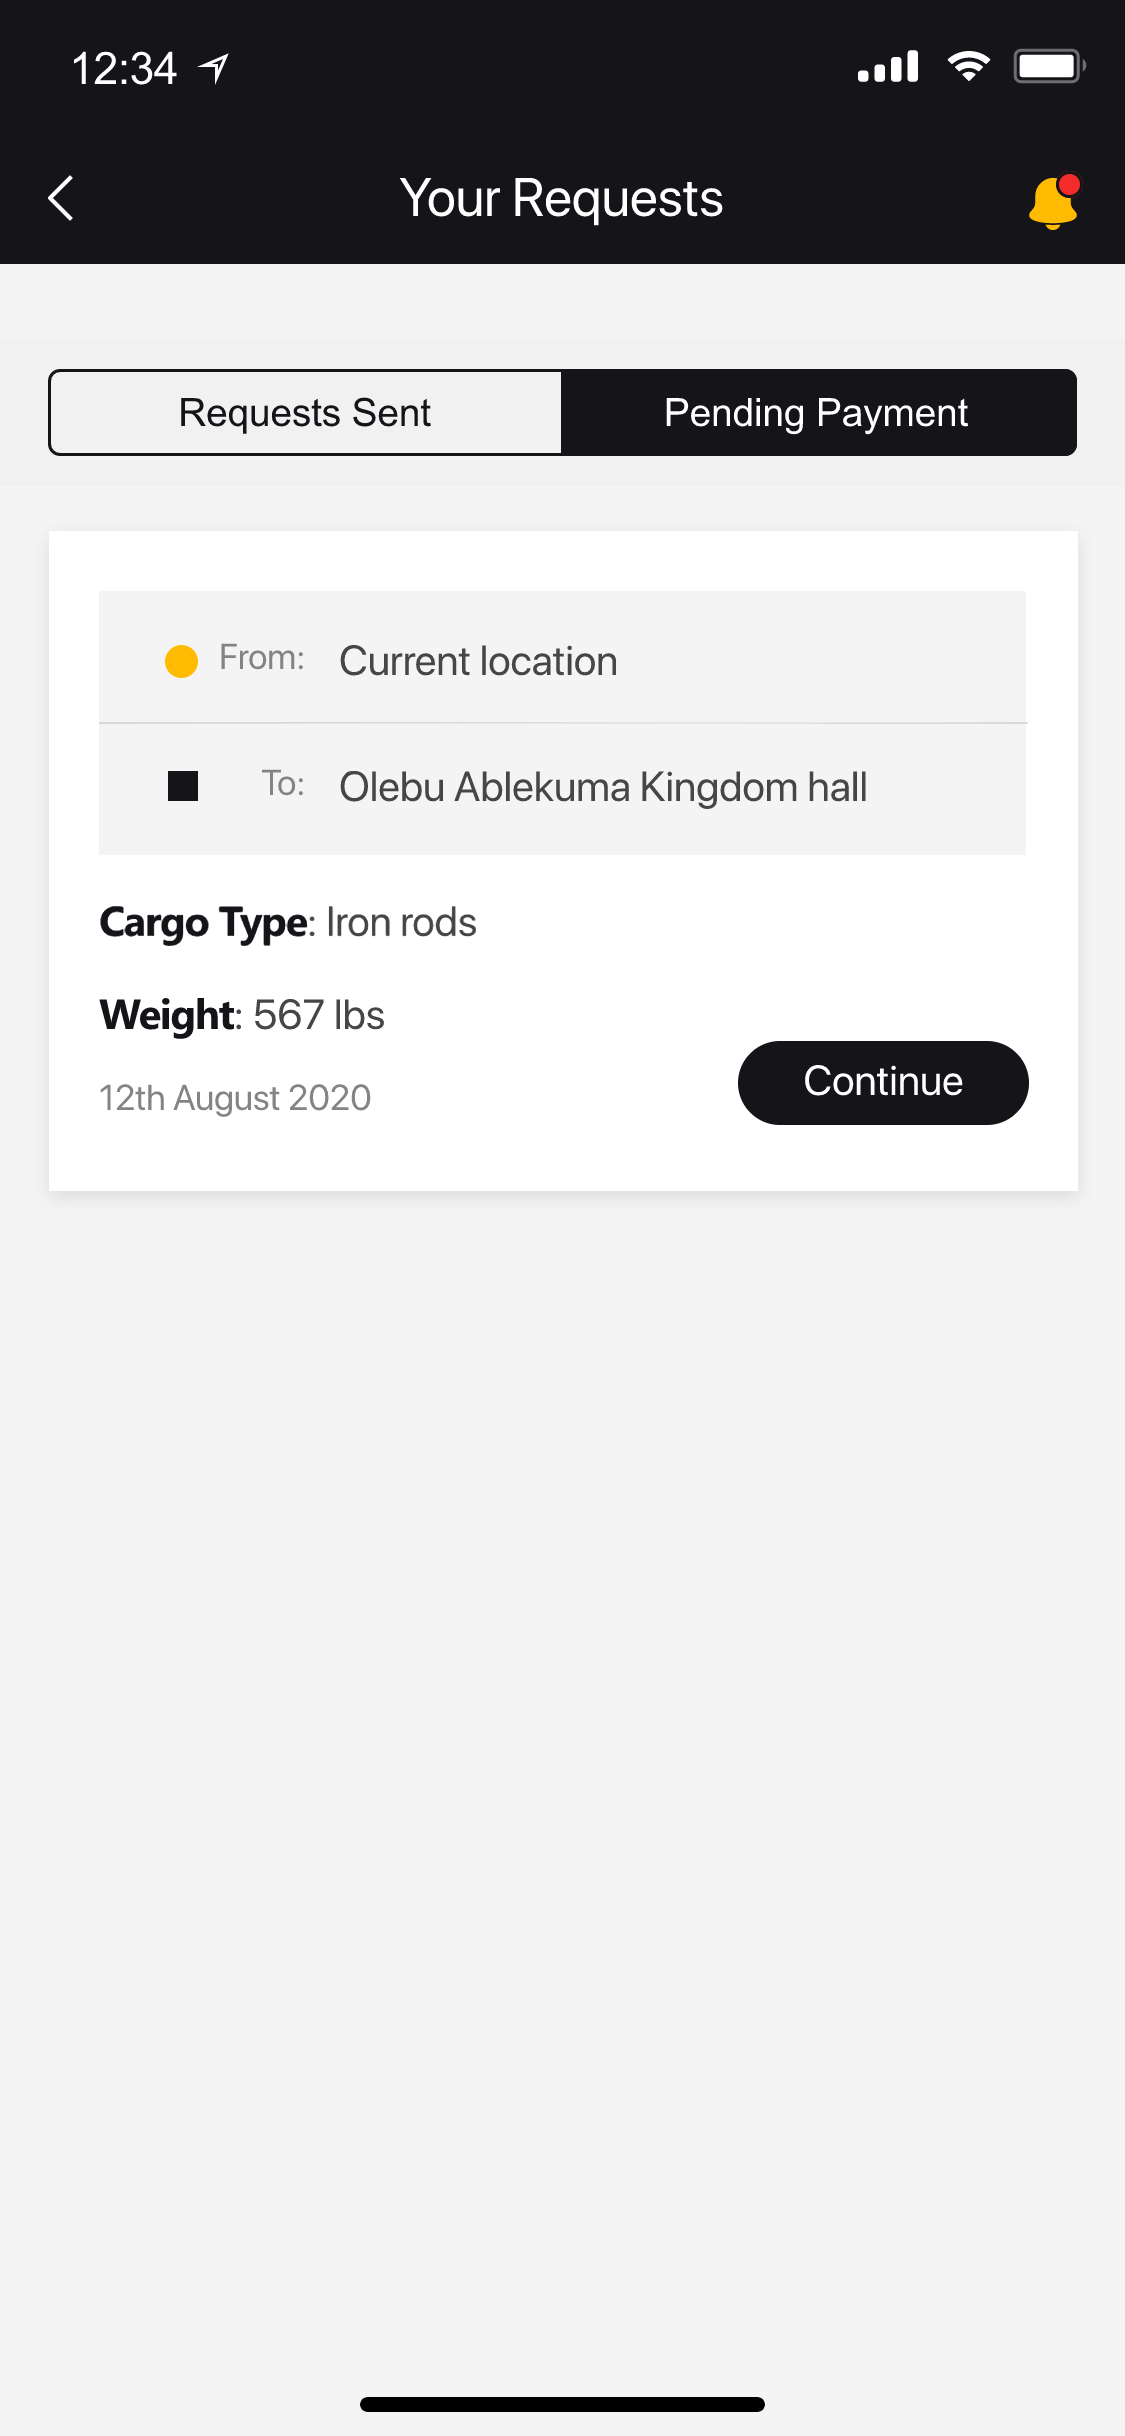 12:34
Your Requests
Requests Sent
Pending Payment
From: Current location
To: Olebu Ablekuma Kingdom hall
Cargo Type: Iron rods
Weight: 567 lbs
12th August 2020
Continue